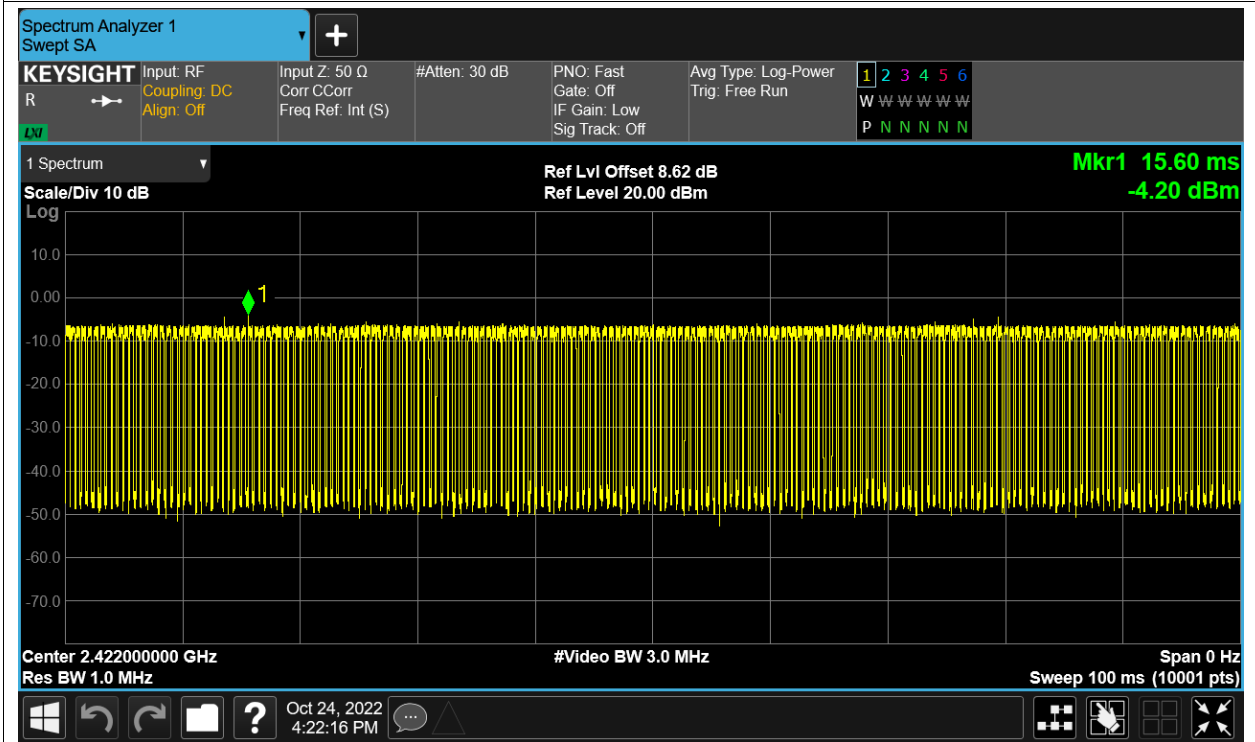 Spectrum Analyzer 1
Swept SA
KEYSIGHT
R
LXI
Input: RF
Coupling: DC
Align: Off
Input Z: 50 Ω
Corr CCorr
Freq Ref: Int (S)
#Atten: 30 dB
PNO: Fast
Gate: Off
IF Gain: Low
Sig Track: Off
Avg Type: Log-Power
Trig: Free Run
1 2 3 4 5 6
W W W W W W
P N N N N N
1 Spectrum
Scale/Div 10 dB
Ref Lvl Offset 8.62 dB
Ref Level 20.00 dBm
Mkr1 15.60 ms
-4.20 dBm
Log
10.0
0.00
-10.0
-20.0
-30.0
-40.0
-50.0
-60.0
-70.0
1
Center 2.422000000 GHz
Res BW 1.0 MHz
#Video BW 3.0 MHz
Span 0 Hz
Sweep 100 ms (10001 pts)
?
Oct 24, 2022
4:22:16 PM